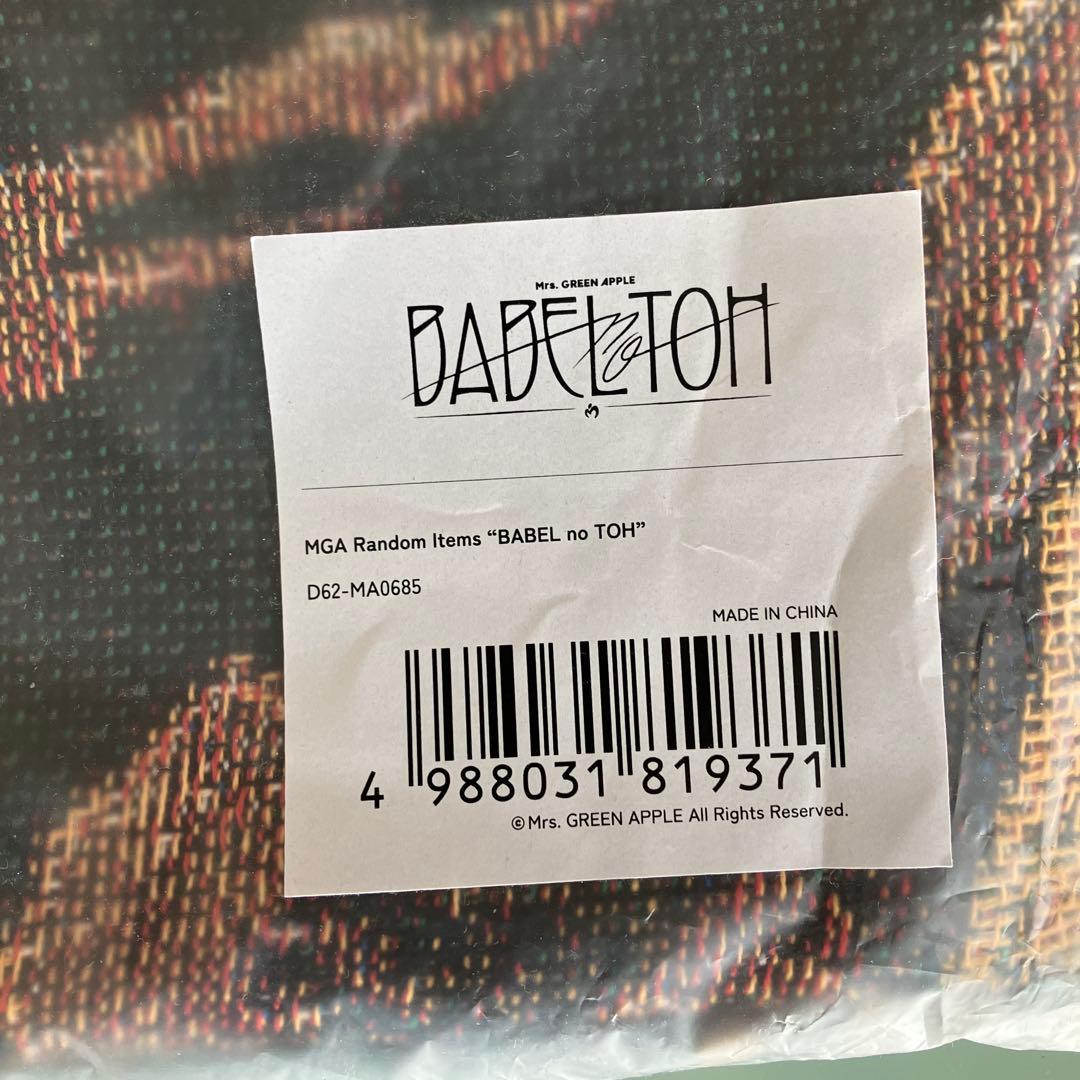 Mrs. GREEN APPLE
BABEL no TOH
MGA Random Items “BABEL no TOH”
D62-MA0685
MADE IN CHINA
4 988031 819371
©Mrs. GREEN APPLE All Rights Reserved.